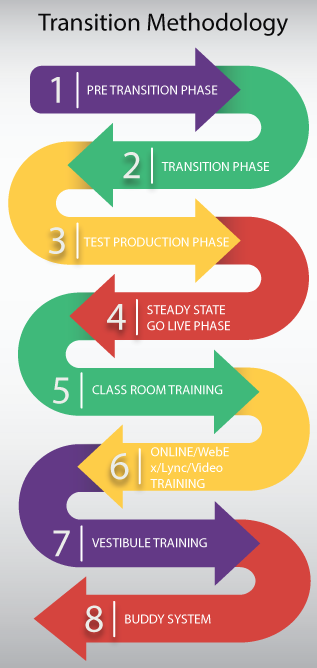 Transition Methodology
1 PRE TRANSITION PHASE
2 TRANSITION PHASE
3 TEST PRODUCTION PHASE
4 STEADY STATE
GO LIVE PHASE
5 CLASS ROOM TRAINING
6 ONLINE/WebE
x/Lync/Video
TRAINING
7 VESTIBULE TRAINING
8 BUDDY SYSTEM